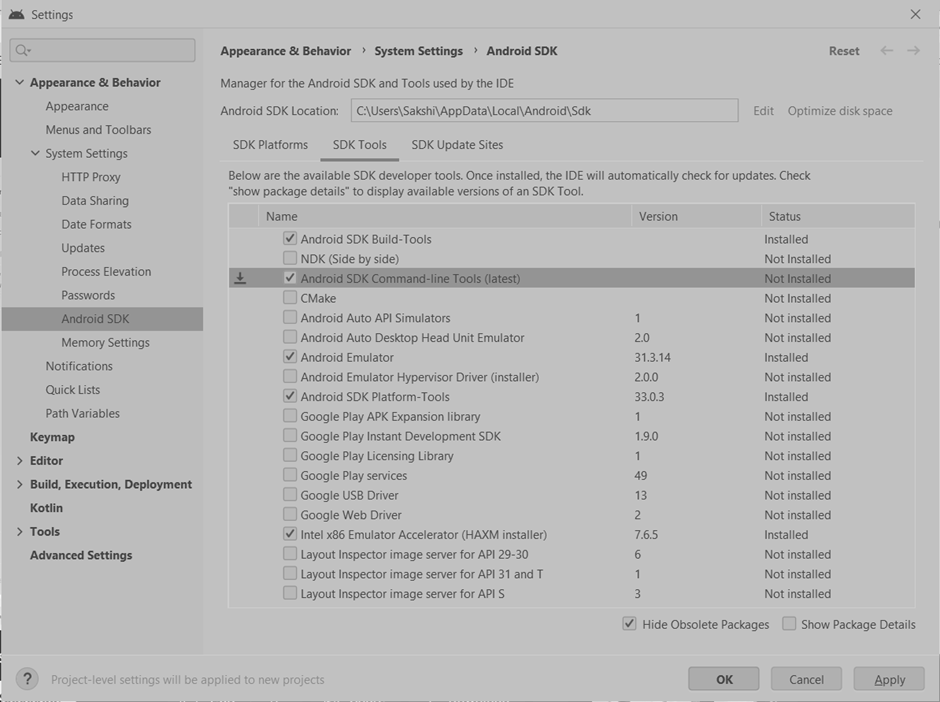 Settings
Appearance & Behavior
Appearance
Menus and Toolbars
System Settings
HTTP Proxy
Data Sharing
Date Formats
Updates
Process Elevation
Passwords
Android SDK
Memory Settings
Notifications
Quick Lists
Path Variables
Keymap
Editor
Build, Execution, Deployment
Kotlin
Tools
Advanced Settings
Appearance & Behavior › System Settings › Android SDK Reset
Manager for the Android SDK and Tools used by the IDE
Android SDK Location: C:\Users\Sakshi\AppData\Local\Android\Sdk Edit Optimize disk space
SDK Platforms SDK Tools SDK Update Sites
Below are the available SDK developer tools. Once installed, the IDE will automatically check for updates. Check
"show package details" to display available versions of an SDK Tool.
Name Version Status
Android SDK Build-Tools Installed
NDK (Side by side) Not Installed
Android SDK Command-line Tools (latest) Not Installed
CMake Not Installed
Android Auto API Simulators 1 Not installed
Android Auto Desktop Head Unit Emulator 2.0 Not installed
Android Emulator 31.3.14 Installed
Android Emulator Hypervisor Driver (installer) 2.0.0 Not installed
Android SDK Platform-Tools 33.0.3 Installed
Google Play APK Expansion library 1 Not installed
Google Play Instant Development SDK 1.9.0 Not installed
Google Play Licensing Library 1 Not installed
Google Play services 49 Not installed
Google USB Driver 13 Not installed
Google Web Driver 2 Not installed
Intel x86 Emulator Accelerator (HAXM installer) 7.6.5 Installed
Layout Inspector image server for API 29-30 6 Not installed
Layout Inspector image server for API 31 and T 1 Not installed
Layout Inspector image server for API S 3 Not installed
Hide Obsolete Packages Show Package Details
? Project-level settings will be applied to new projects OK Cancel Apply